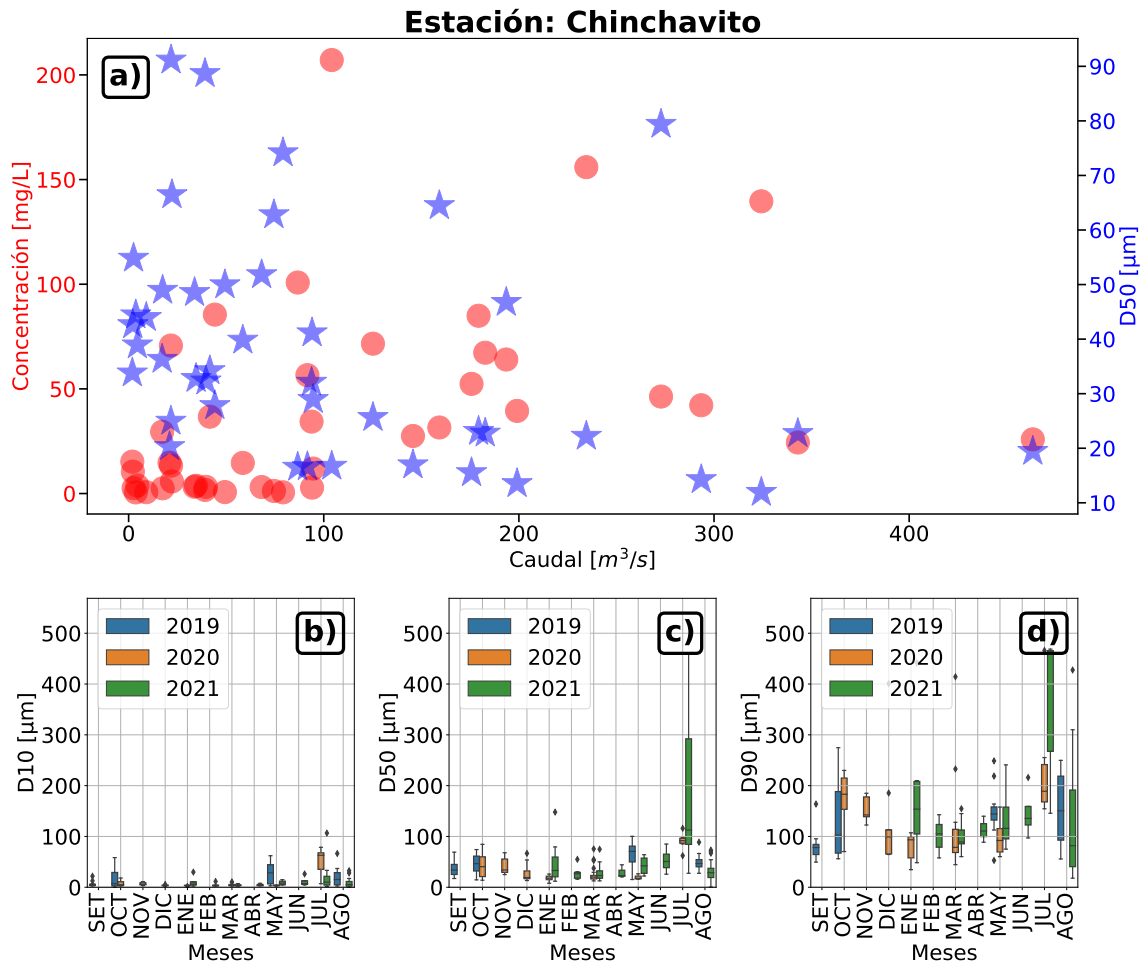 Estación: Chinchavito
a)
Concentración [mg/L]
200
150
100
50
0
90
80
70
60
50
40
30
20
10
D50 [µm]
0 100 200 300 400
Caudal [m³/s]
b)
2019
2020
2021
D10 [µm]
500
400
300
200
100
0
SET OCT NOV DIC ENE FEB MAR ABR MAY JUN JUL AGO
Meses
c)
2019
2020
2021
D50 [µm]
500
400
300
200
100
0
SET OCT NOV DIC ENE FEB MAR ABR MAY JUN JUL AGO
Meses
d)
2019
2020
2021
D90 [µm]
500
400
300
200
100
0
SET OCT NOV DIC ENE FEB MAR ABR MAY JUN JUL AGO
Meses